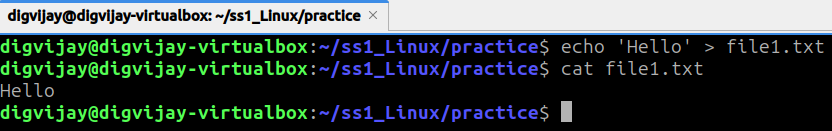 digvijay@digvijay-virtualbox: ~/ss1_Linux/practice ×
digvijay@digvijay-virtualbox:~/ss1_Linux/practice$ echo 'Hello' > file1.txt
digvijay@digvijay-virtualbox:~/ss1_Linux/practice$ cat file1.txt
Hello
digvijay@digvijay-virtualbox:~/ss1_Linux/practice$